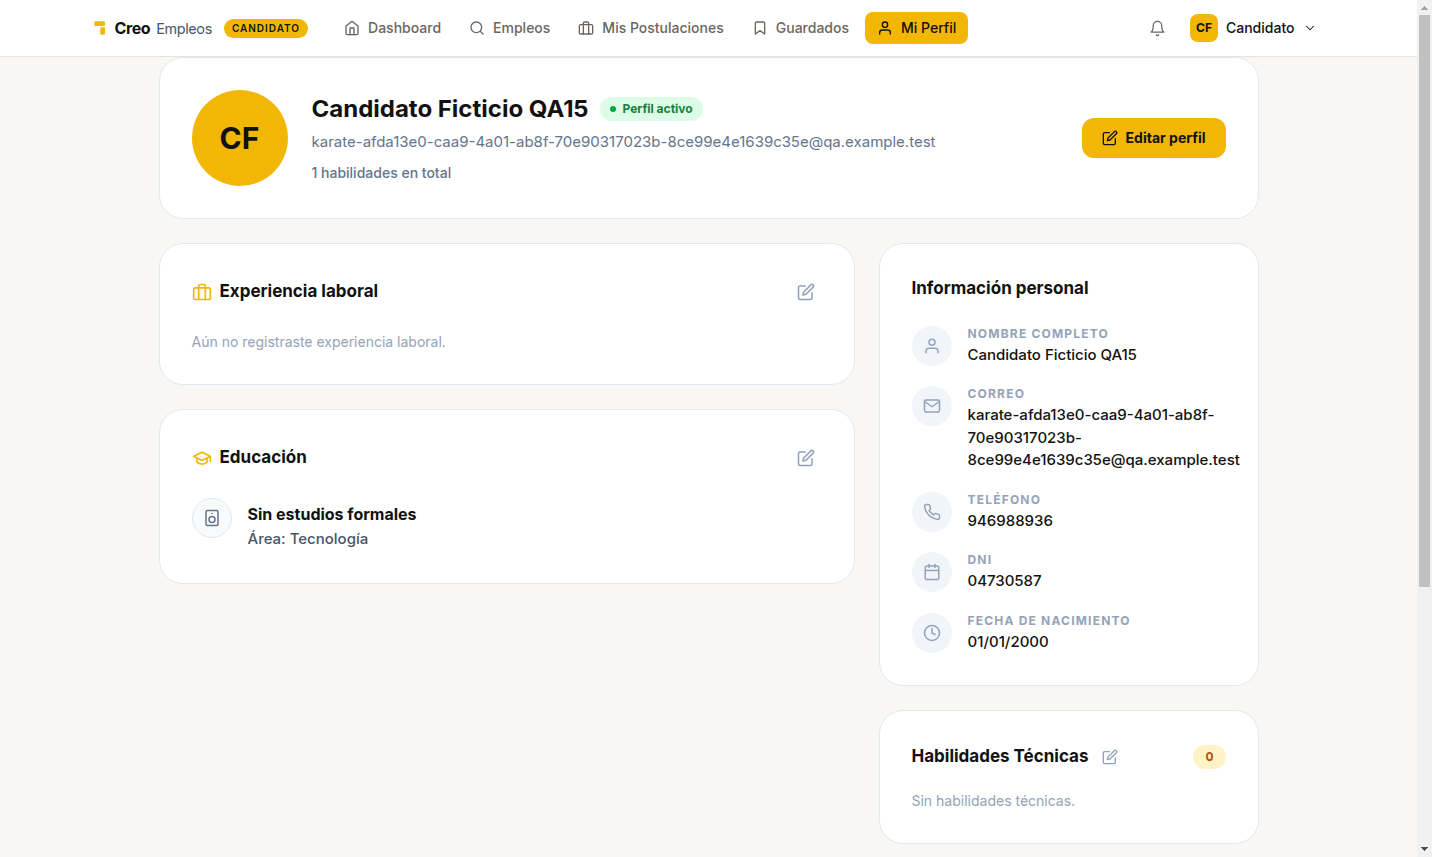 Creo Empleos CANDIDATO Dashboard Empleos Mis Postulaciones Guardados Mi Perfil CF Candidato
CF
Candidato Ficticio QA15 Perfil activo
karate-afda13e0-caa9-4a01-ab8f-70e90317023b-8ce99e4e1639c35e@qa.example.test
1 habilidades en total
Editar perfil
Experiencia laboral
Aún no registraste experiencia laboral.
Educación
Sin estudios formales
Área: Tecnología
Información personal
NOMBRE COMPLETO
Candidato Ficticio QA15
CORREO
karate-afda13e0-caa9-4a01-ab8f-
70e90317023b-
8ce99e4e1639c35e@qa.example.test
TELÉFONO
946988936
DNI
04730587
FECHA DE NACIMIENTO
01/01/2000
Habilidades Técnicas 0
Sin habilidades técnicas.